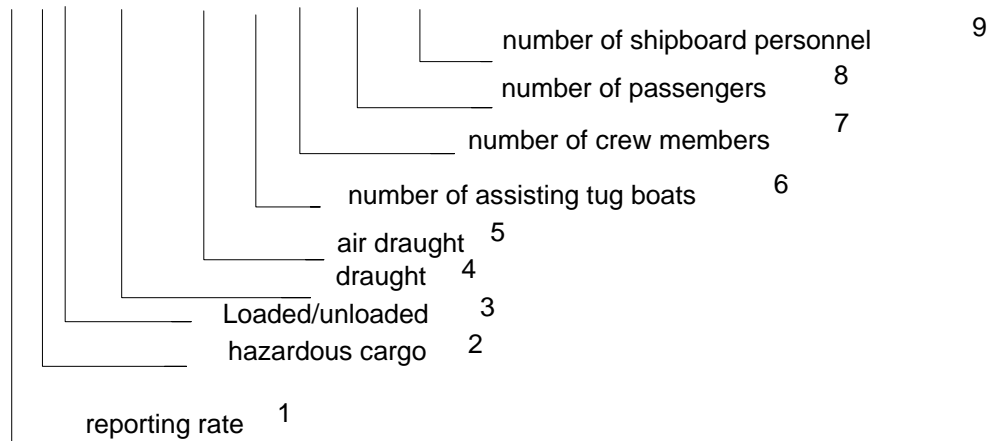 number of shipboard personnel 9
number of passengers 8
number of crew members 7
number of assisting tug boats 6
air draught 5
draught 4
Loaded/unloaded 3
hazardous cargo 2
reporting rate 1